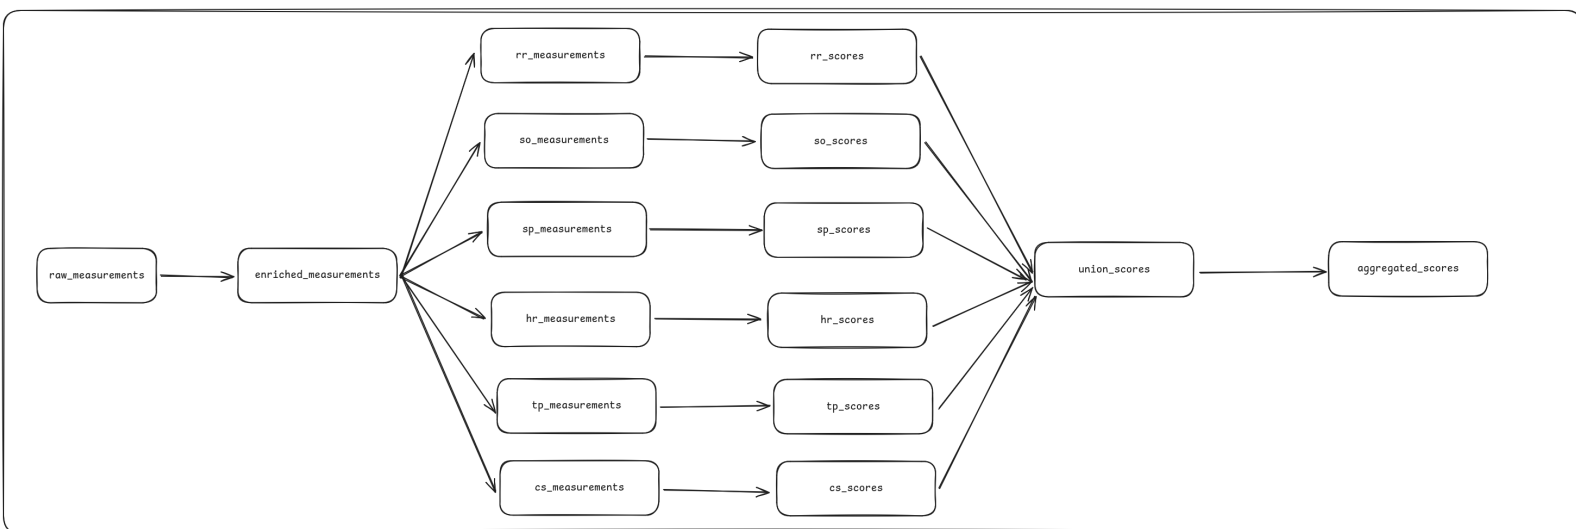 rr_measurements
rr_scores
so_measurements
so_scores
sp_measurements
sp_scores
raw_measurements
enriched_measurements
union_scores
aggregated_scores
hr_measurements
hr_scores
tp_measurements
tp_scores
cs_measurements
cs_scores